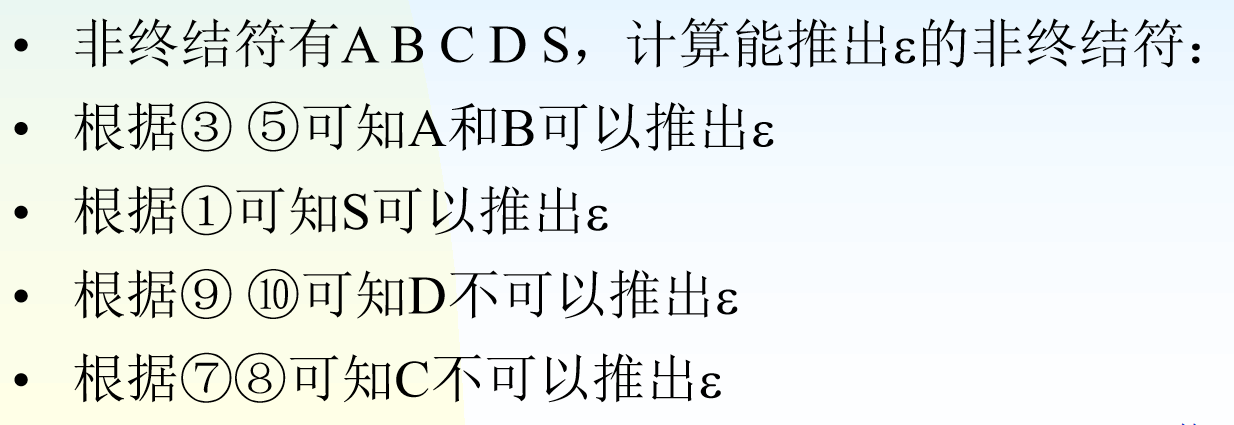 • 非终结符有A B C D S，计算能推出ε的非终结符：
• 根据③ ⑤可知A和B可以推出ε
• 根据①可知S可以推出ε
• 根据⑨ ⑩可知D不可以推出ε
• 根据⑦⑧可知C不可以推出ε